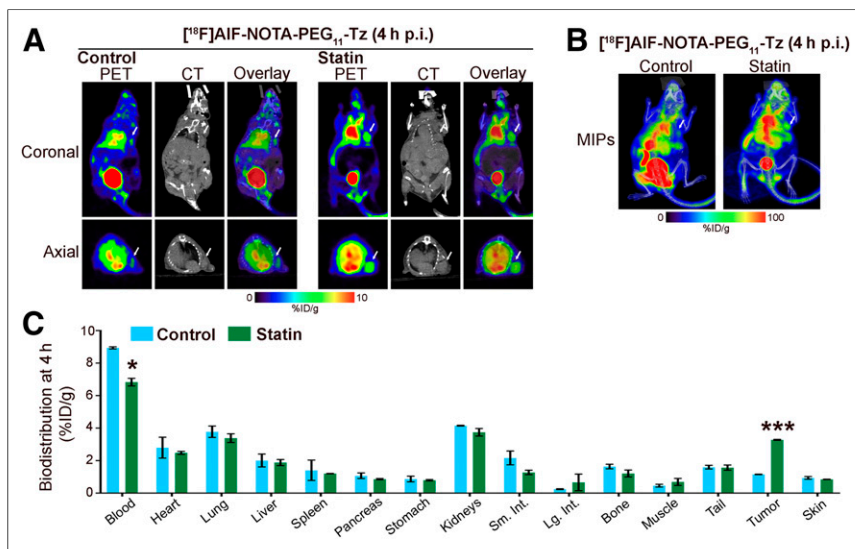 A
[¹⁸F]AlF-NOTA-PEG₁₁-Tz (4 h p.i.)
Control
PET CT Overlay
Statin
PET CT Overlay
Coronal
Axial
0 10
%ID/g
B
[¹⁸F]AlF-NOTA-PEG₁₁-Tz (4 h p.i.)
Control Statin
MIPs
0 100
%ID/g
C
Control Statin
Biodistribution at 4 h
(%ID/g)
10
8
6
4
2
0
*
***
Blood
Heart
Lung
Liver
Spleen
Pancreas
Stomach
Kidneys
Sm. Int.
Lg. Int.
Bone
Muscle
Tail
Tumor
Skin